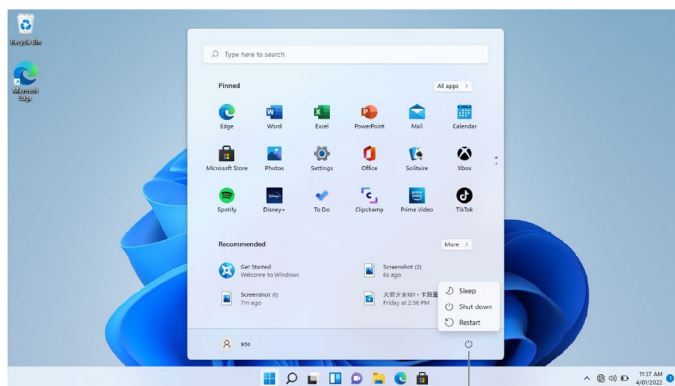 Recycle Bin
Microsoft
Edge
Type here to search
Pinned
All apps >
Edge
Word
Excel
PowerPoint
Mail
Calendar
Microsoft Store
Photos
Settings
Office
Solitaire
Xbox
Spotify
Disney+
To Do
Clipchamp
Prime Video
TikTok
Recommended
More >
Get Started
Welcome to Windows
Screenshot (2)
6s ago
Screenshot (1)
7m ago
Friday at 2:56 PM
Sleep
Shut down
Restart
11:37 AM
4/01/2022